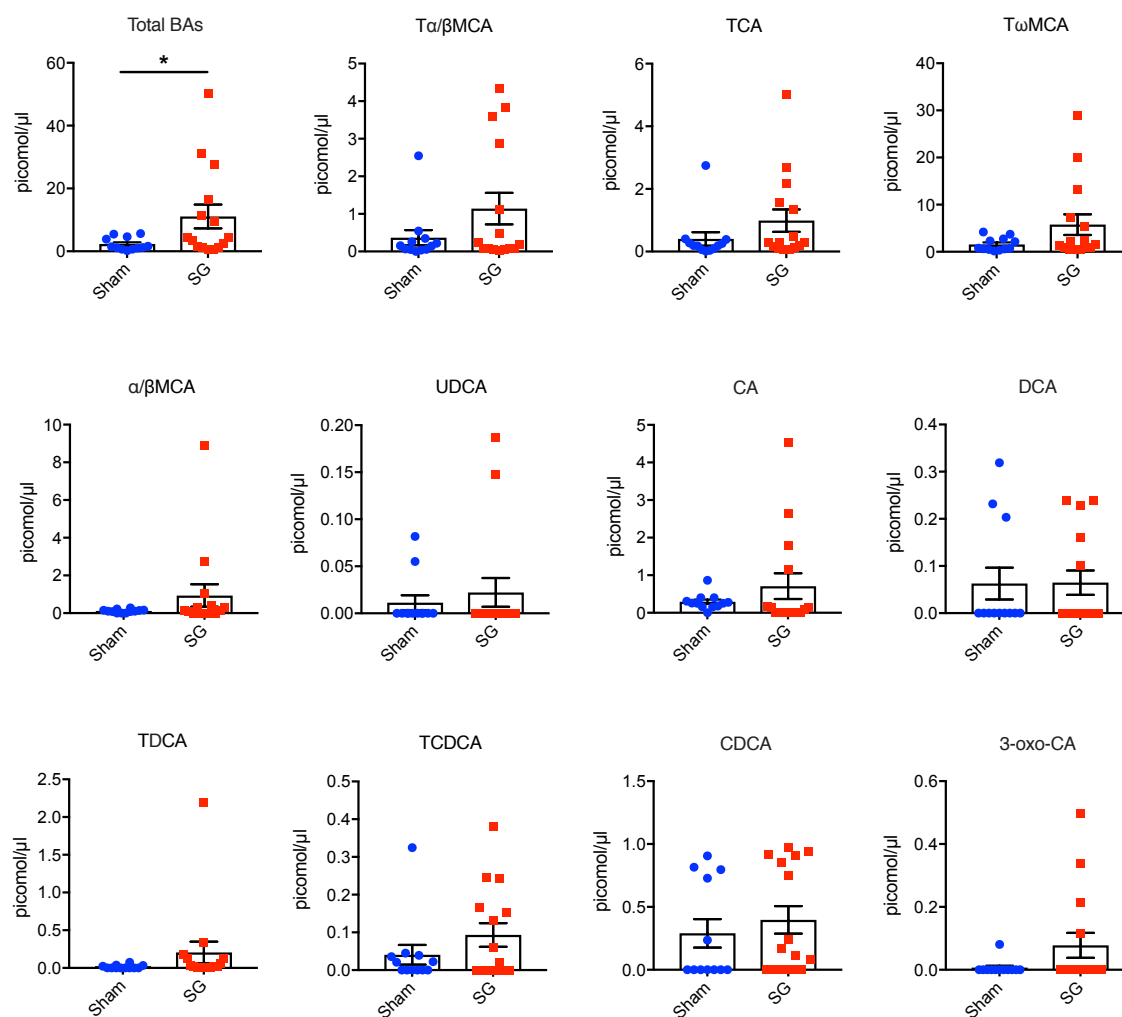 Total BAs
Tα/βMCA
TCA
TωMCA
*
picomol/µl
60
40
20
0
Sham
SG
picomol/µl
5
4
3
2
1
0
Sham
SG
picomol/µl
6
4
2
0
Sham
SG
picomol/µl
40
30
20
10
0
Sham
SG
α/βMCA
UDCA
CA
DCA
picomol/µl
10
8
6
4
2
0
Sham
SG
picomol/µl
0.20
0.15
0.10
0.05
0.00
Sham
SG
picomol/µl
5
4
3
2
1
0
Sham
SG
picomol/µl
0.4
0.3
0.2
0.1
0.0
Sham
SG
TDCA
TCDCA
CDCA
3-oxo-CA
picomol/µl
2.5
2.0
1.5
1.0
0.5
0.0
Sham
SG
picomol/µl
0.5
0.4
0.3
0.2
0.1
0.0
Sham
SG
picomol/µl
1.5
1.0
0.5
0.0
Sham
SG
picomol/µl
0.6
0.4
0.2
0.0
Sham
SG